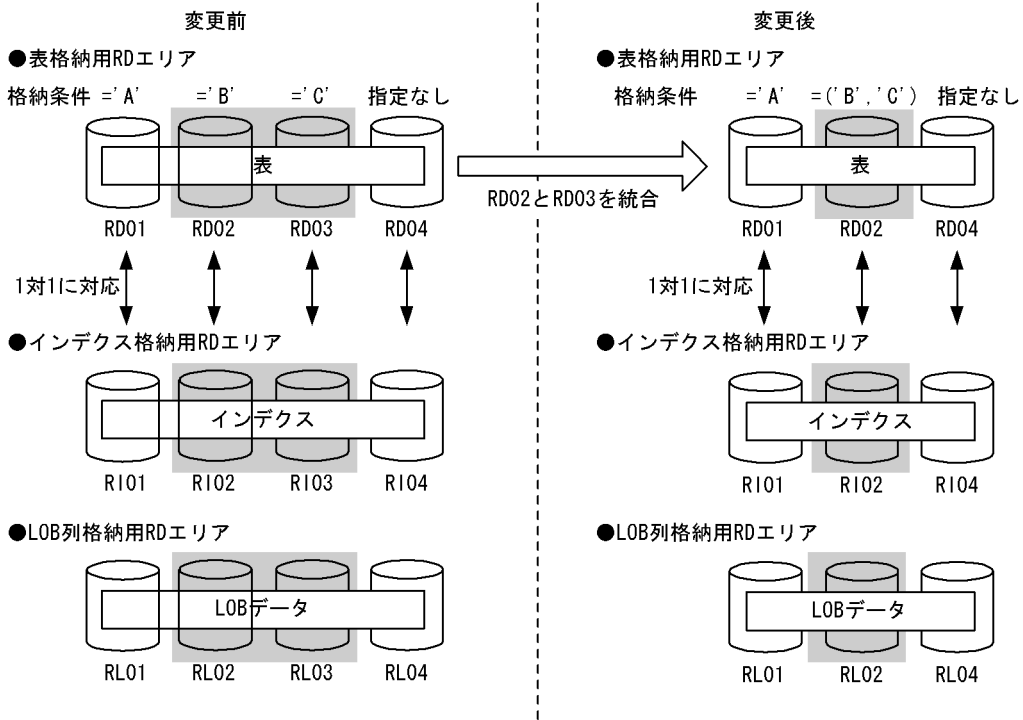 変更前
●表格納用RDエリア
格納条件 ='A' ='B' ='C' 指定なし
表
RD01 RD02 RD03 RD04
1対1に対応
●インデクス格納用RDエリア
インデクス
RI01 RI02 RI03 RI04
●LOB列格納用RDエリア
LOBデータ
RL01 RL02 RL03 RL04
RD02とRD03を統合
変更後
●表格納用RDエリア
格納条件 ='A' =('B','C') 指定なし
表
RD01 RD02 RD04
1対1に対応
●インデクス格納用RDエリア
インデクス
RI01 RI02 RI04
●LOB列格納用RDエリア
LOBデータ
RL01 RL02 RL04